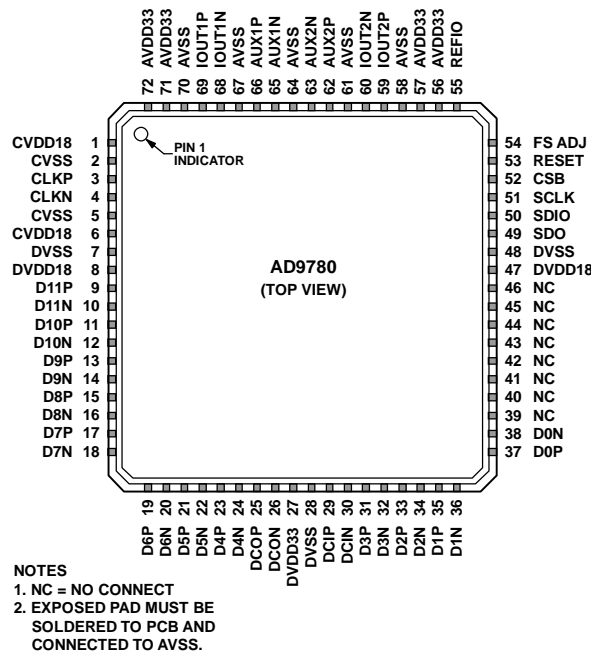 72 AVDD33
71 AVDD33
70 AVSS
69 IOUT1P
68 IOUT1N
67 AVSS
66 AUX1P
65 AUX1N
64 AVSS
63 AUX2N
62 AUX2P
61 AVSS
60 IOUT2N
59 IOUT2P
58 AVSS
57 AVDD33
56 AVDD33
55 REFIO
CVDD18 1
CVSS 2
CLKP 3
CLKN 4
CVSS 5
CVDD18 6
DVSS 7
DVDD18 8
D11P 9
D11N 10
D10P 11
D10N 12
D9P 13
D9N 14
D8P 15
D8N 16
D7P 17
D7N 18
PIN 1
INDICATOR
AD9780
(TOP VIEW)
54 FS ADJ
53 RESET
52 CSB
51 SCLK
50 SDIO
49 SDO
48 DVSS
47 DVDD18
46 NC
45 NC
44 NC
43 NC
42 NC
41 NC
40 NC
39 NC
38 D0N
37 D0P
D6P 19
D6N 20
D5P 21
D5N 22
D4P 23
D4N 24
DCOP 25
DCON 26
DVDD33 27
DVSS 28
DCIP 29
DCIN 30
D3P 31
D3N 32
D2P 33
D2N 34
D1P 35
D1N 36
NOTES
1. NC = NO CONNECT
2. EXPOSED PAD MUST BE
SOLDERED TO PCB AND
CONNECTED TO AVSS.